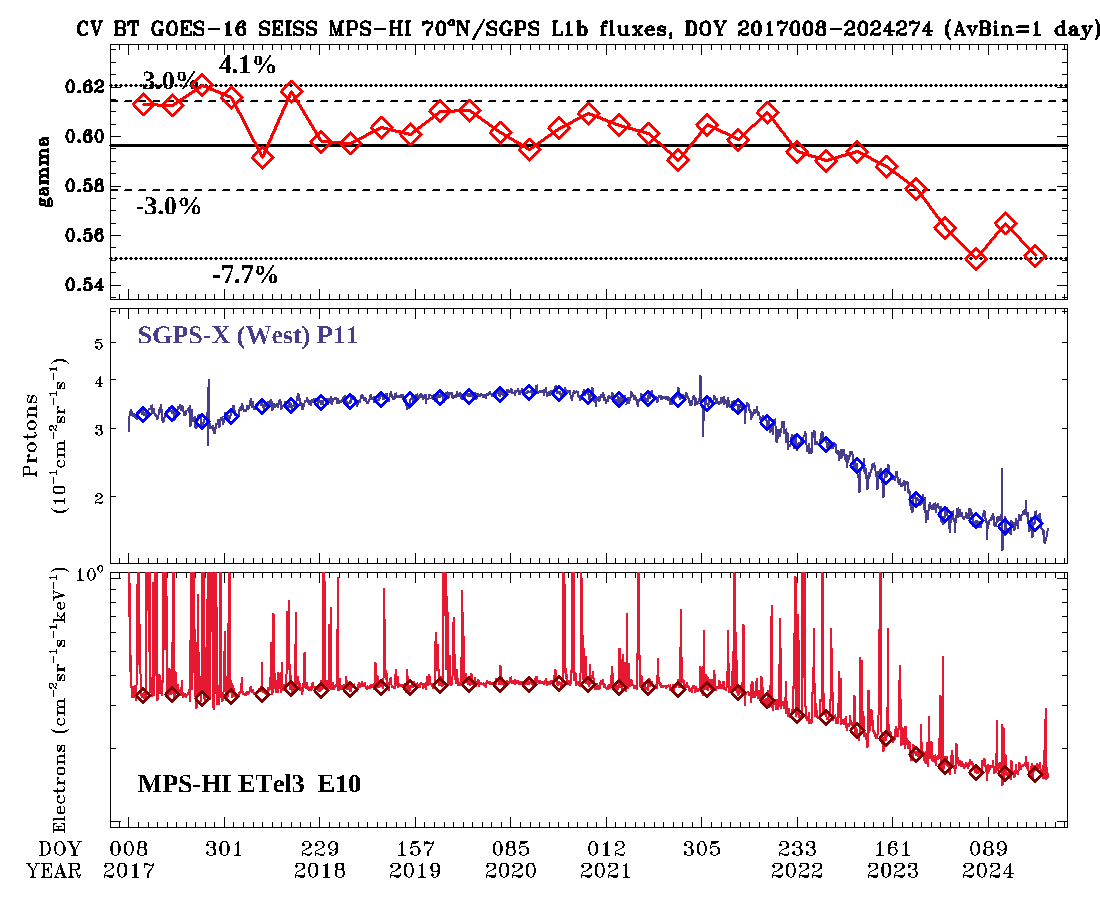 CV BT GOES-16 SEISS MPS-HI 70°N/SGPS L1b fluxes, DOY 2017008-2024274 (AvBin=1 day)
4.1%
3.0%
0.62
0.60
0.58
0.56
0.54
gamma
-3.0%
-7.7%
SGPS-X (West) P11
5
4
3
2
Protons
(10⁻¹cm⁻²sr⁻¹s⁻¹)
10⁰
Electrons (cm⁻²sr⁻¹s⁻¹keV⁻¹)
MPS-HI ETel3 E10
DOY 008 301 229 157 085 012 305 233 161 089
YEAR 2017 2018 2019 2020 2021 2022 2023 2024